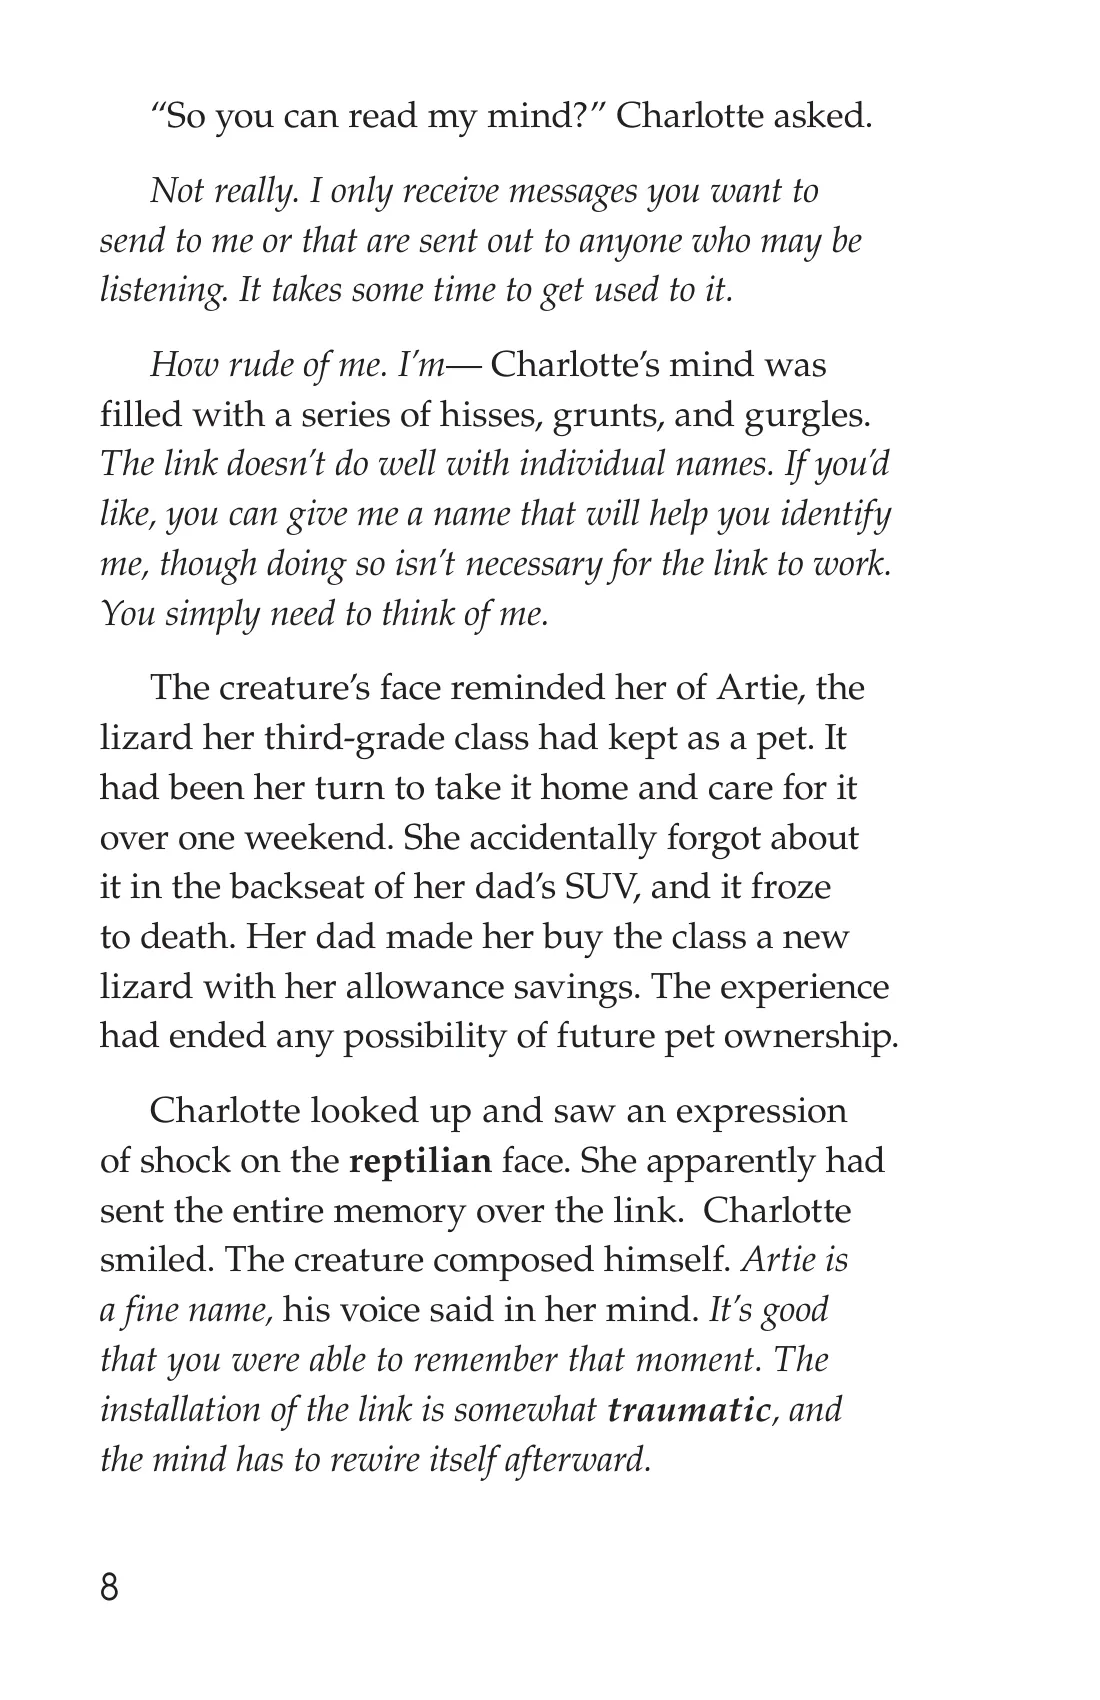 “So you can read my mind?” Charlotte asked.
Not really. I only receive messages you want to
send to me or that are sent out to anyone who may be
listening. It takes some time to get used to it.
How rude of me. I’m— Charlotte’s mind was
filled with a series of hisses, grunts, and gurgles.
The link doesn’t do well with individual names. If you’d
like, you can give me a name that will help you identify
me, though doing so isn’t necessary for the link to work.
You simply need to think of me.
The creature’s face reminded her of Artie, the
lizard her third-grade class had kept as a pet. It
had been her turn to take it home and care for it
over one weekend. She accidentally forgot about
it in the backseat of her dad’s SUV, and it froze
to death. Her dad made her buy the class a new
lizard with her allowance savings. The experience
had ended any possibility of future pet ownership.
Charlotte looked up and saw an expression
of shock on the reptilian face. She apparently had
sent the entire memory over the link.  Charlotte
smiled. The creature composed himself. Artie is
a fine name, his voice said in her mind. It’s good
that you were able to remember that moment. The
installation of the link is somewhat traumatic, and
the mind has to rewire itself afterward.
8